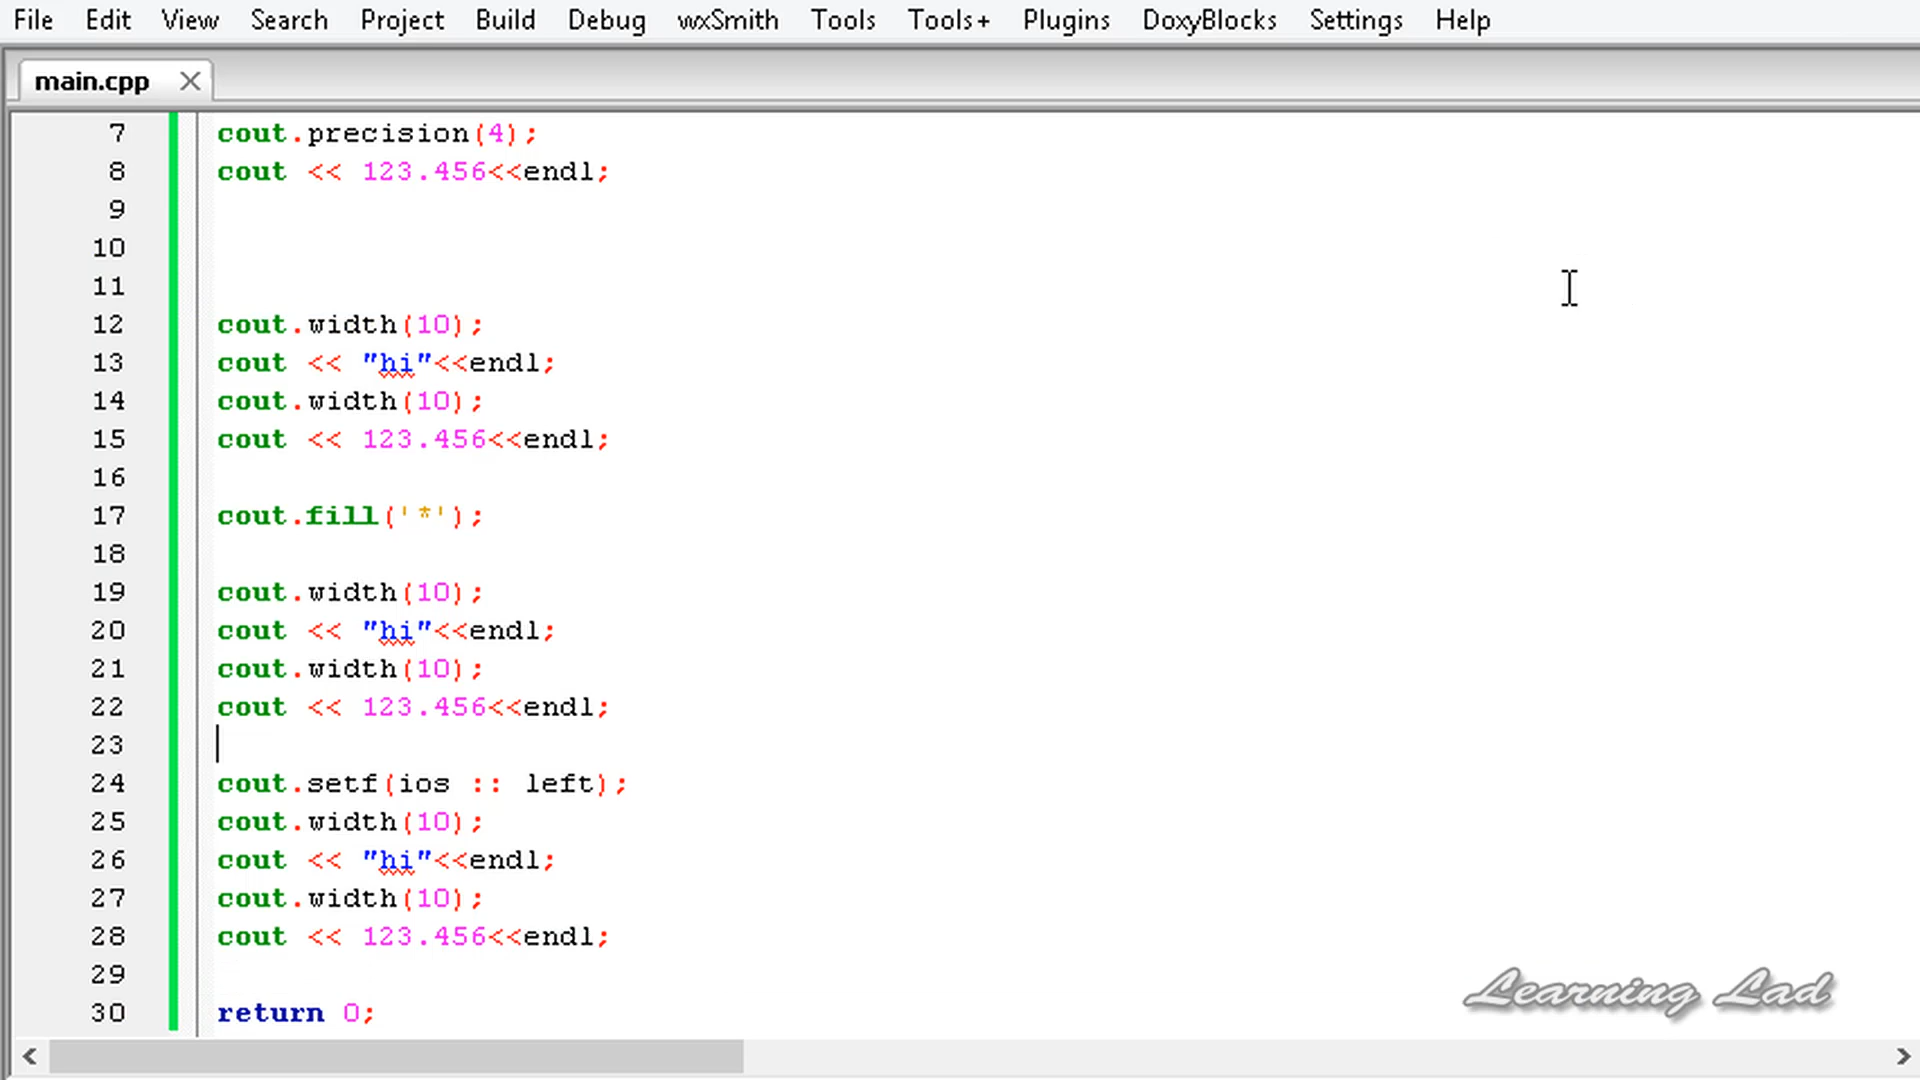 File Edit View Search Project Build Debug wxSmith Tools Tools+ Plugins DoxyBlocks Settings Help
main.cpp
7 cout.precision(4);
8 cout << 123.456<<endl;
9
10
11
12 cout.width(10);
13 cout << "hi"<<endl;
14 cout.width(10);
15 cout << 123.456<<endl;
16
17 cout.fill('*');
18
19 cout.width(10);
20 cout << "hi"<<endl;
21 cout.width(10);
22 cout << 123.456<<endl;
23
24 cout.setf(ios :: left);
25 cout.width(10);
26 cout << "hi"<<endl;
27 cout.width(10);
28 cout << 123.456<<endl;
29
30 return 0;
Learning Lad